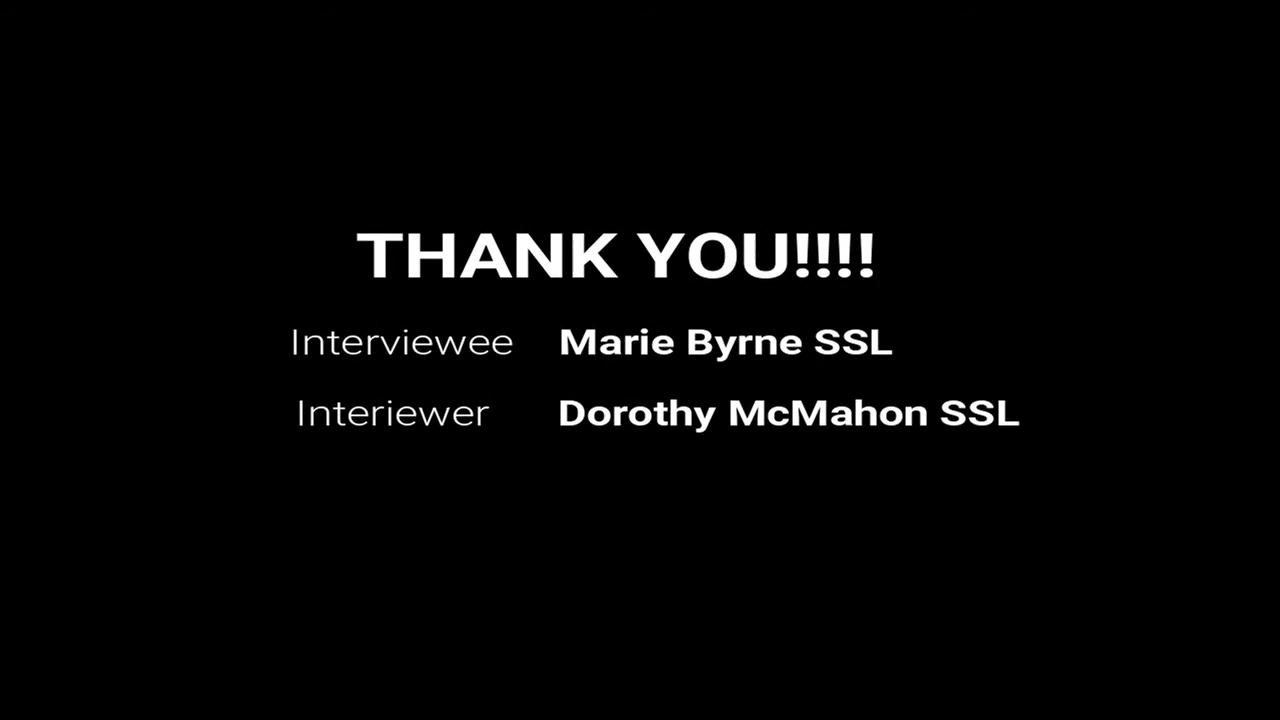 THANK YOU!!!!
Interviewee Marie Byrne SSL
Interiewer Dorothy McMahon SSL